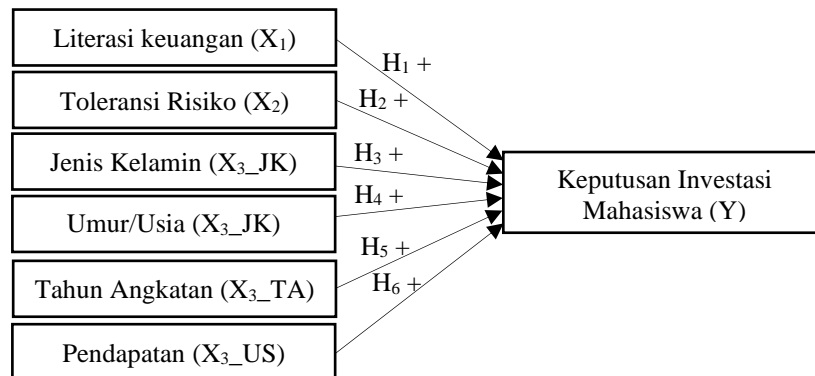 Literasi keuangan (X₁)
H₁ +
Toleransi Risiko (X₂)
H₂ +
Jenis Kelamin (X₃_JK)
H₃ +
Keputusan Investasi
Mahasiswa (Y)
Umur/Usia (X₃_JK)
H₄ +
Tahun Angkatan (X₃_TA)
H₅ +
Pendapatan (X₃_US)
H₆ +